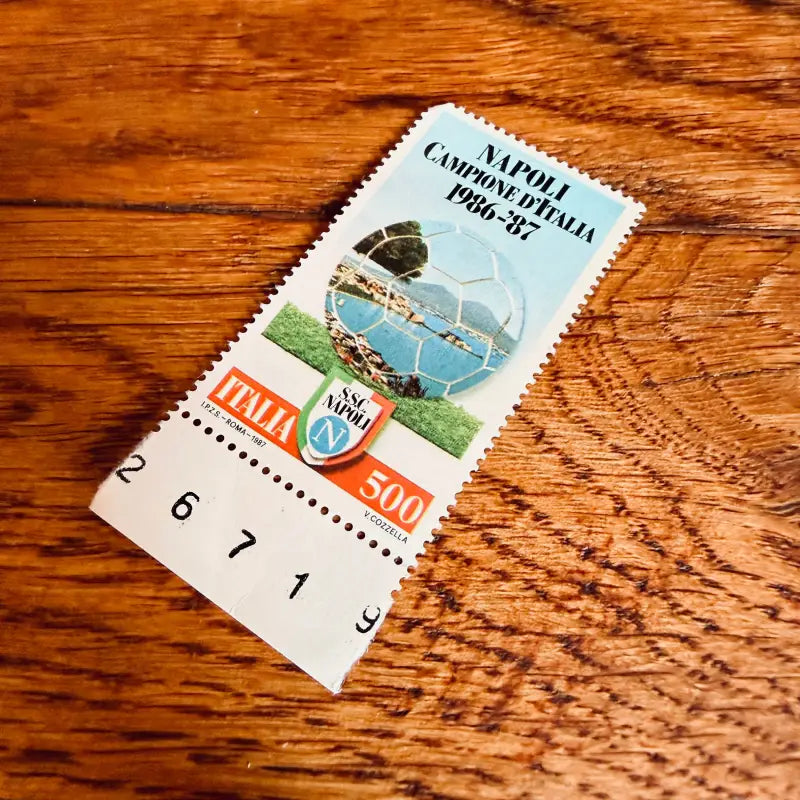 NAPOLI
CAMPIONE D'ITALIA
1986-'87
S.S.C.
NAPOLI
N
ITALIA
500
I.P.Z.S.-ROMA-1987
V.COZZELLA
2 6 7 1 9